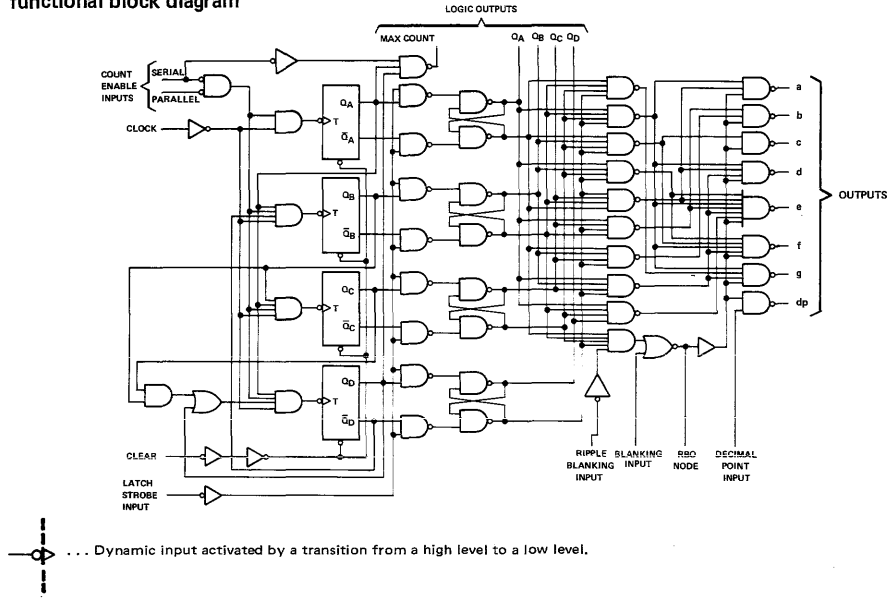 functional block diagram
LOGIC OUTPUTS
MAX COUNT
QA QB QC QD
COUNT
ENABLE
INPUTS
SERIAL
PARALLEL
CLOCK
QA
T
Q̅A
QB
T
Q̅B
QC
T
Q̅C
QD
T
Q̅D
a
b
c
d
e
f
g
dp
OUTPUTS
CLEAR
LATCH
STROBE
INPUT
RIPPLE
BLANKING
INPUT
BLANKING
INPUT
RBO
NODE
DECIMAL
POINT
INPUT
... Dynamic input activated by a transition from a high level to a low level.